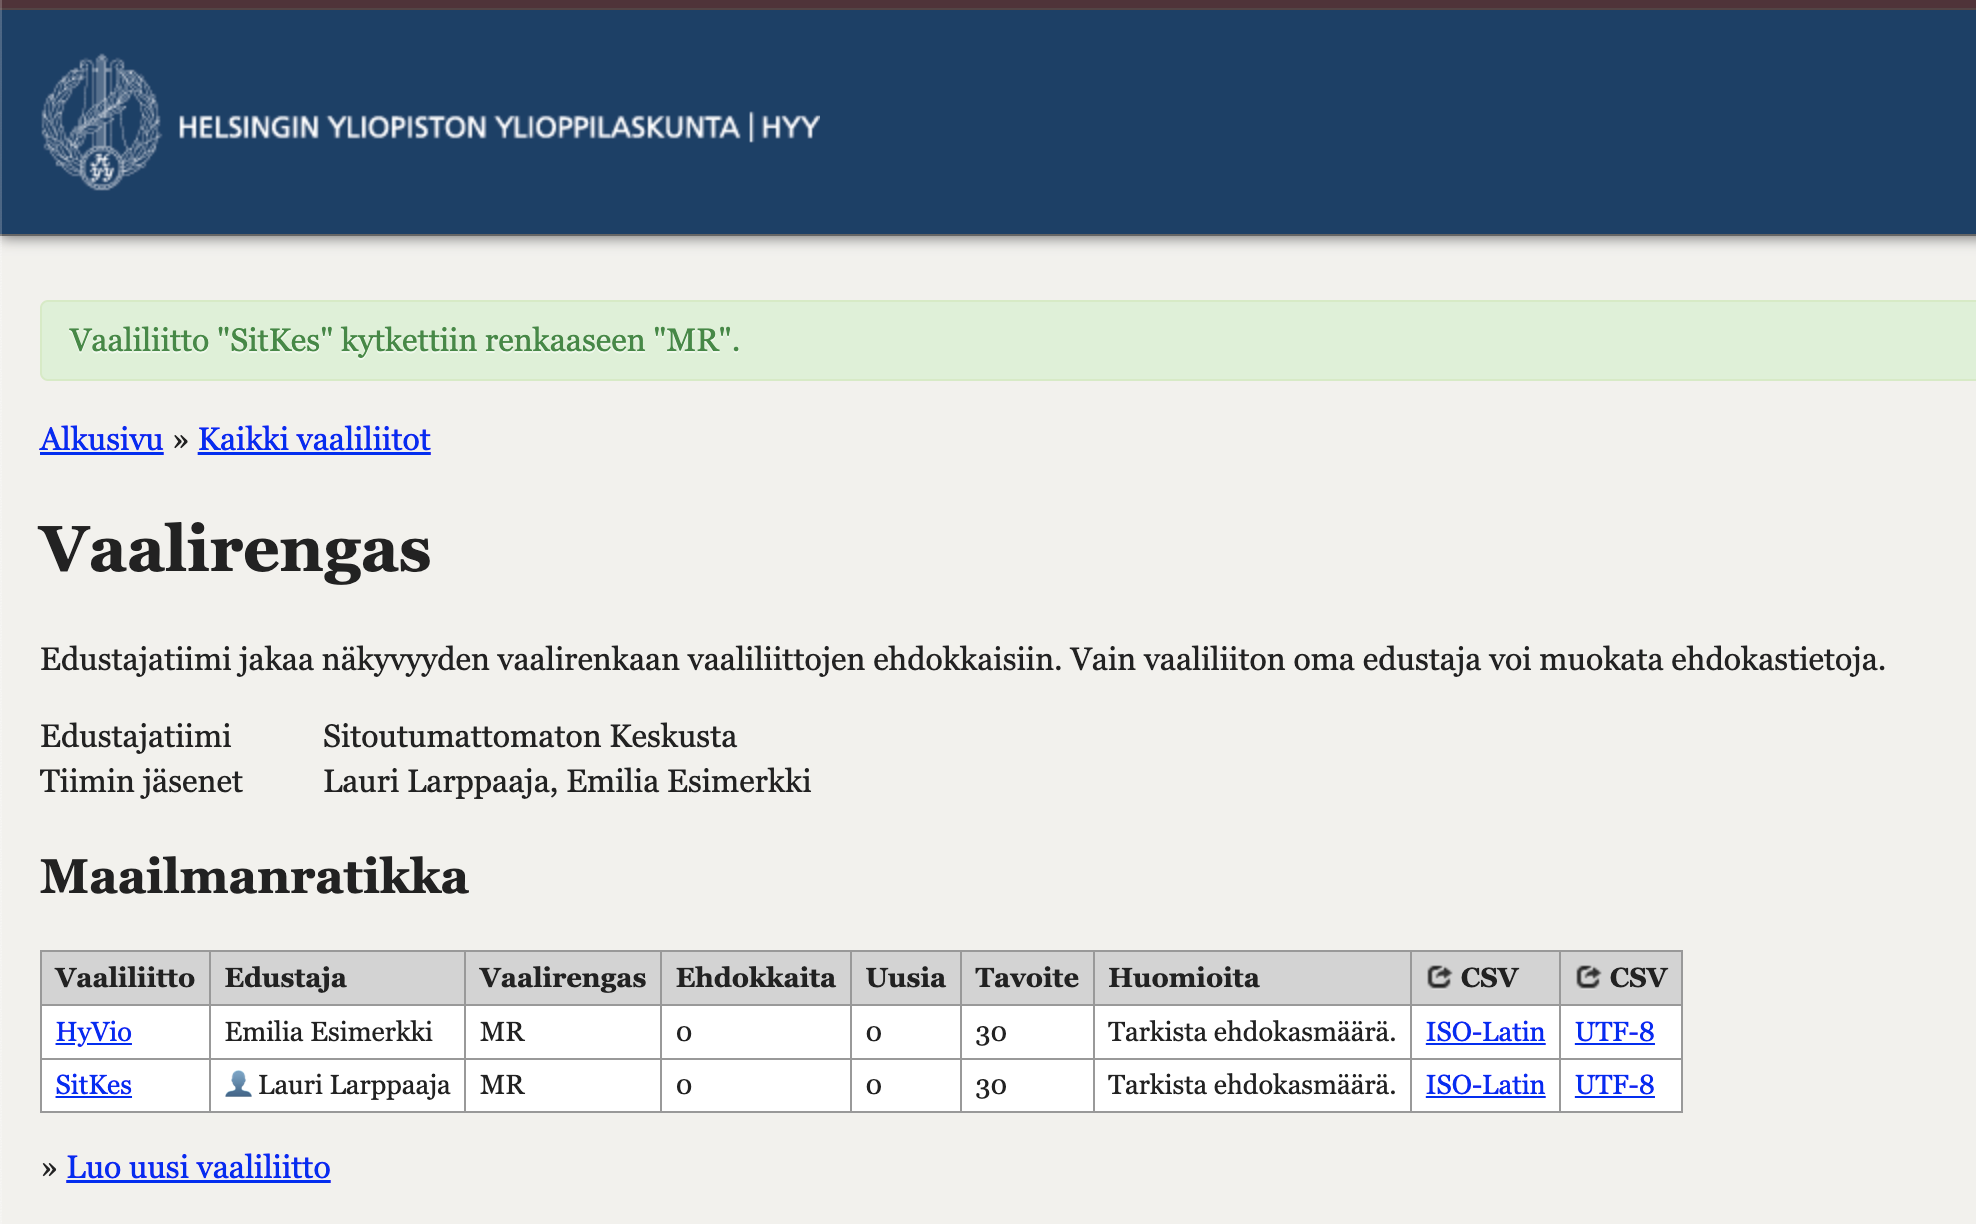 HELSINGIN YLIOPISTON YLIOPPILASKUNTA | HYY
Vaaliliitto "SitKes" kytkettiin renkaaseen "MR".
Alkusivu » Kaikki vaaliliitot
Vaalirengas
Edustajatiimi jakaa näkyvyyden vaalirenkaan vaaliliittojen ehdokkaisiin. Vain vaaliliiton oma edustaja voi muokata ehdokastietoja.
Edustajatiimi Sitoutumattomaton Keskusta
Tiimin jäsenet Lauri Larppaaja, Emilia Esimerkki
Maailmanratikka
Vaaliliitto Edustaja Vaalirengas Ehdokkaita Uusia Tavoite Huomioita CSV CSV
HyVio Emilia Esimerkki MR 0 0 30 Tarkista ehdokasmäärä. ISO-Latin UTF-8
SitKes Lauri Larppaaja MR 0 0 30 Tarkista ehdokasmäärä. ISO-Latin UTF-8
» Luo uusi vaaliliitto